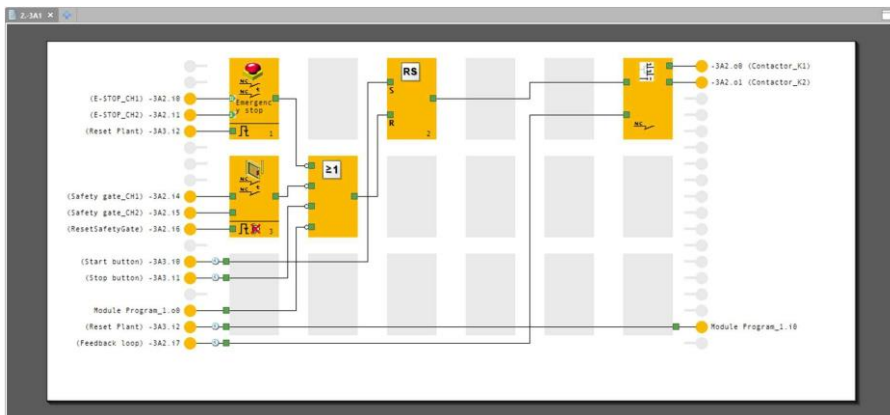 2.-3A1
(E-STOP_CH1) -3A2.i0
(E-STOP_CH2) -3A2.i1
(Reset Plant) -3A3.i2
Emergenc
y stop
1
(Safety gate_CH1) -3A2.i4
(Safety gate_CH2) -3A2.i5
(ResetSafetyGate) -3A2.i6
3
≥1
RS
S
R
2
-3A2.o0 (Contactor_K1)
-3A2.o1 (Contactor_K2)
(Start button) -3A3.i0
(Stop button) -3A3.i1
Module Program_1.o0
(Reset Plant) -3A3.i2
(Feedback loop) -3A2.i7
Module Program_1.i0